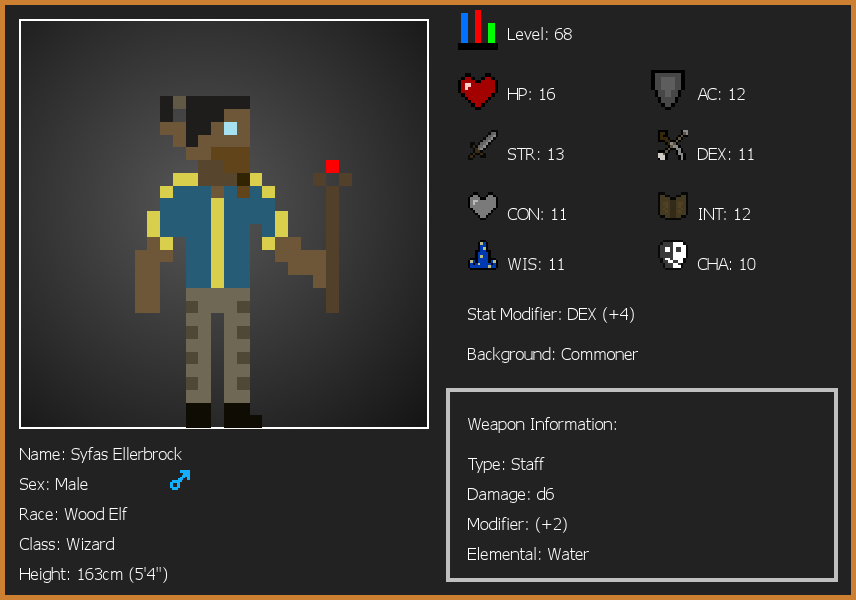 Level: 68
HP: 16
AC: 12
STR: 13
DEX: 11
CON: 11
INT: 12
WIS: 11
CHA: 10
Stat Modifier: DEX (+4)
Background: Commoner
Weapon Information:
Type: Staff
Damage: d6
Modifier: (+2)
Elemental: Water
Name: Syfas Ellerbrock
Sex: Male
Race: Wood Elf
Class: Wizard
Height: 163cm (5'4")